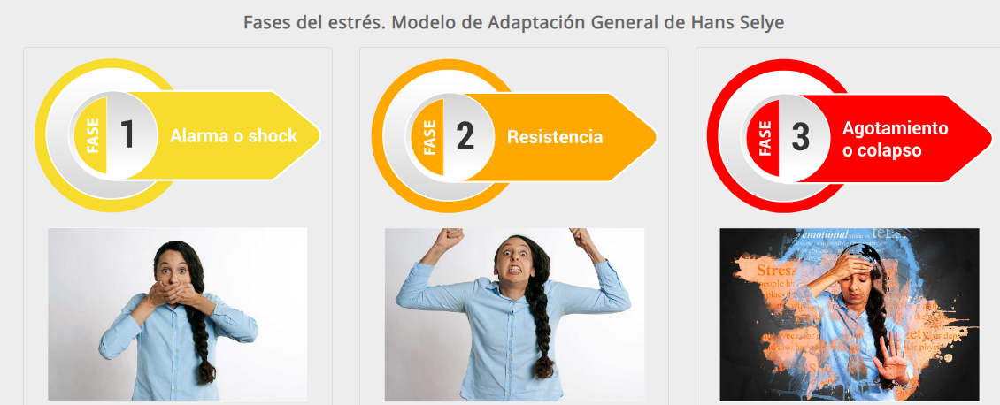 Fases del estrés. Modelo de Adaptación General de Hans Selye
FASE
1
Alarma o shock
FASE
2
Resistencia
FASE
3
Agotamiento
o colapso
emotional
Stress
people